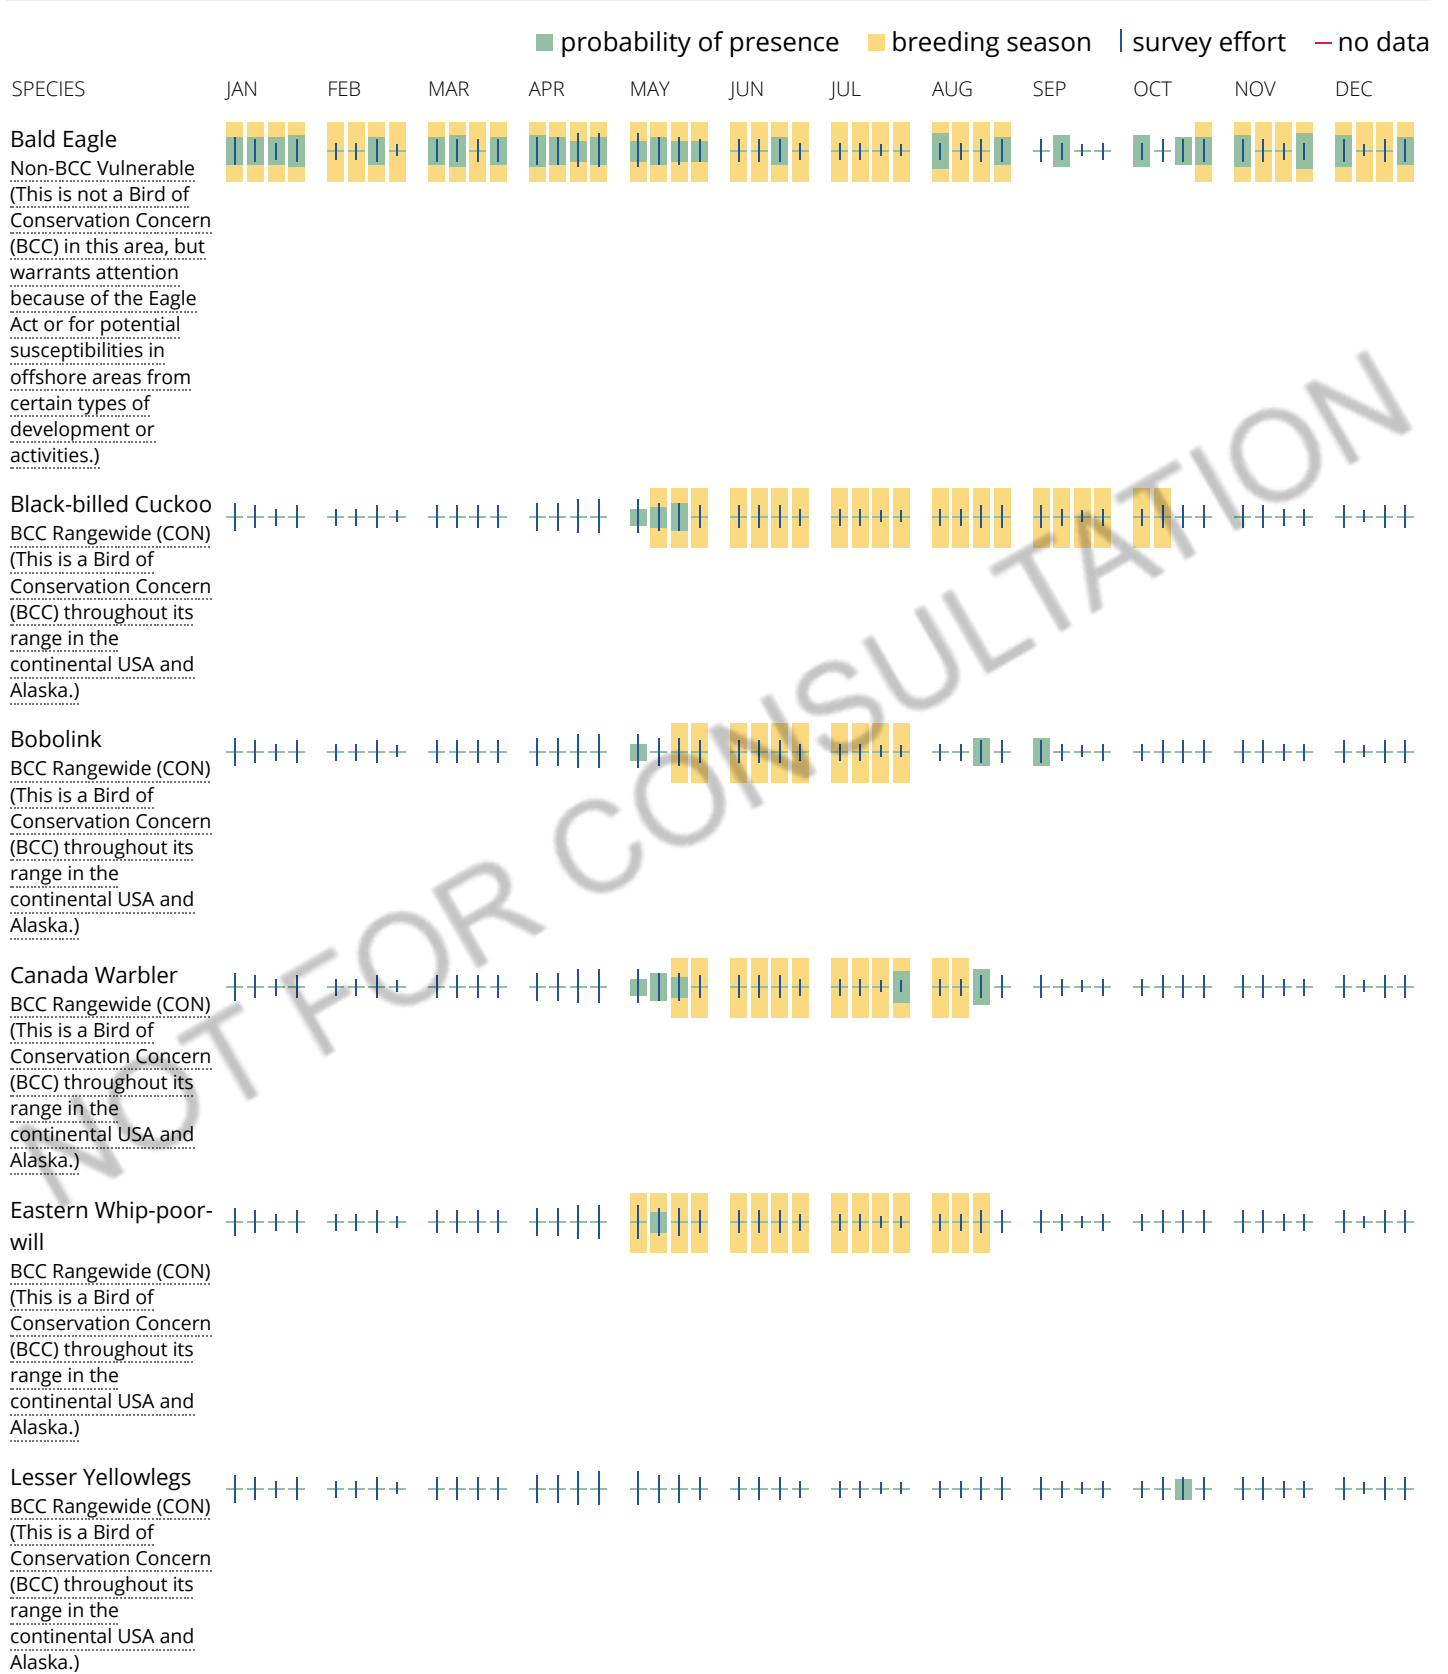 probability of presence breeding season survey effort no data
SPECIES JAN FEB MAR APR MAY JUN JUL AUG SEP OCT NOV DEC
Bald Eagle
Non-BCC Vulnerable
(This is not a Bird of
Conservation Concern
(BCC) in this area, but
warrants attention
because of the Eagle
Act or for potential
susceptibilities in
offshore areas from
certain types of
development or
activities.)
Black-billed Cuckoo
BCC Rangewide (CON)
(This is a Bird of
Conservation Concern
(BCC) throughout its
range in the
continental USA and
Alaska.)
Bobolink
BCC Rangewide (CON)
(This is a Bird of
Conservation Concern
(BCC) throughout its
range in the
continental USA and
Alaska.)
Canada Warbler
BCC Rangewide (CON)
(This is a Bird of
Conservation Concern
(BCC) throughout its
range in the
continental USA and
Alaska.)
Eastern Whip-poor-
will
BCC Rangewide (CON)
(This is a Bird of
Conservation Concern
(BCC) throughout its
range in the
continental USA and
Alaska.)
Lesser Yellowlegs
BCC Rangewide (CON)
(This is a Bird of
Conservation Concern
(BCC) throughout its
range in the
continental USA and
Alaska.)
NOT FOR CONSULTATION